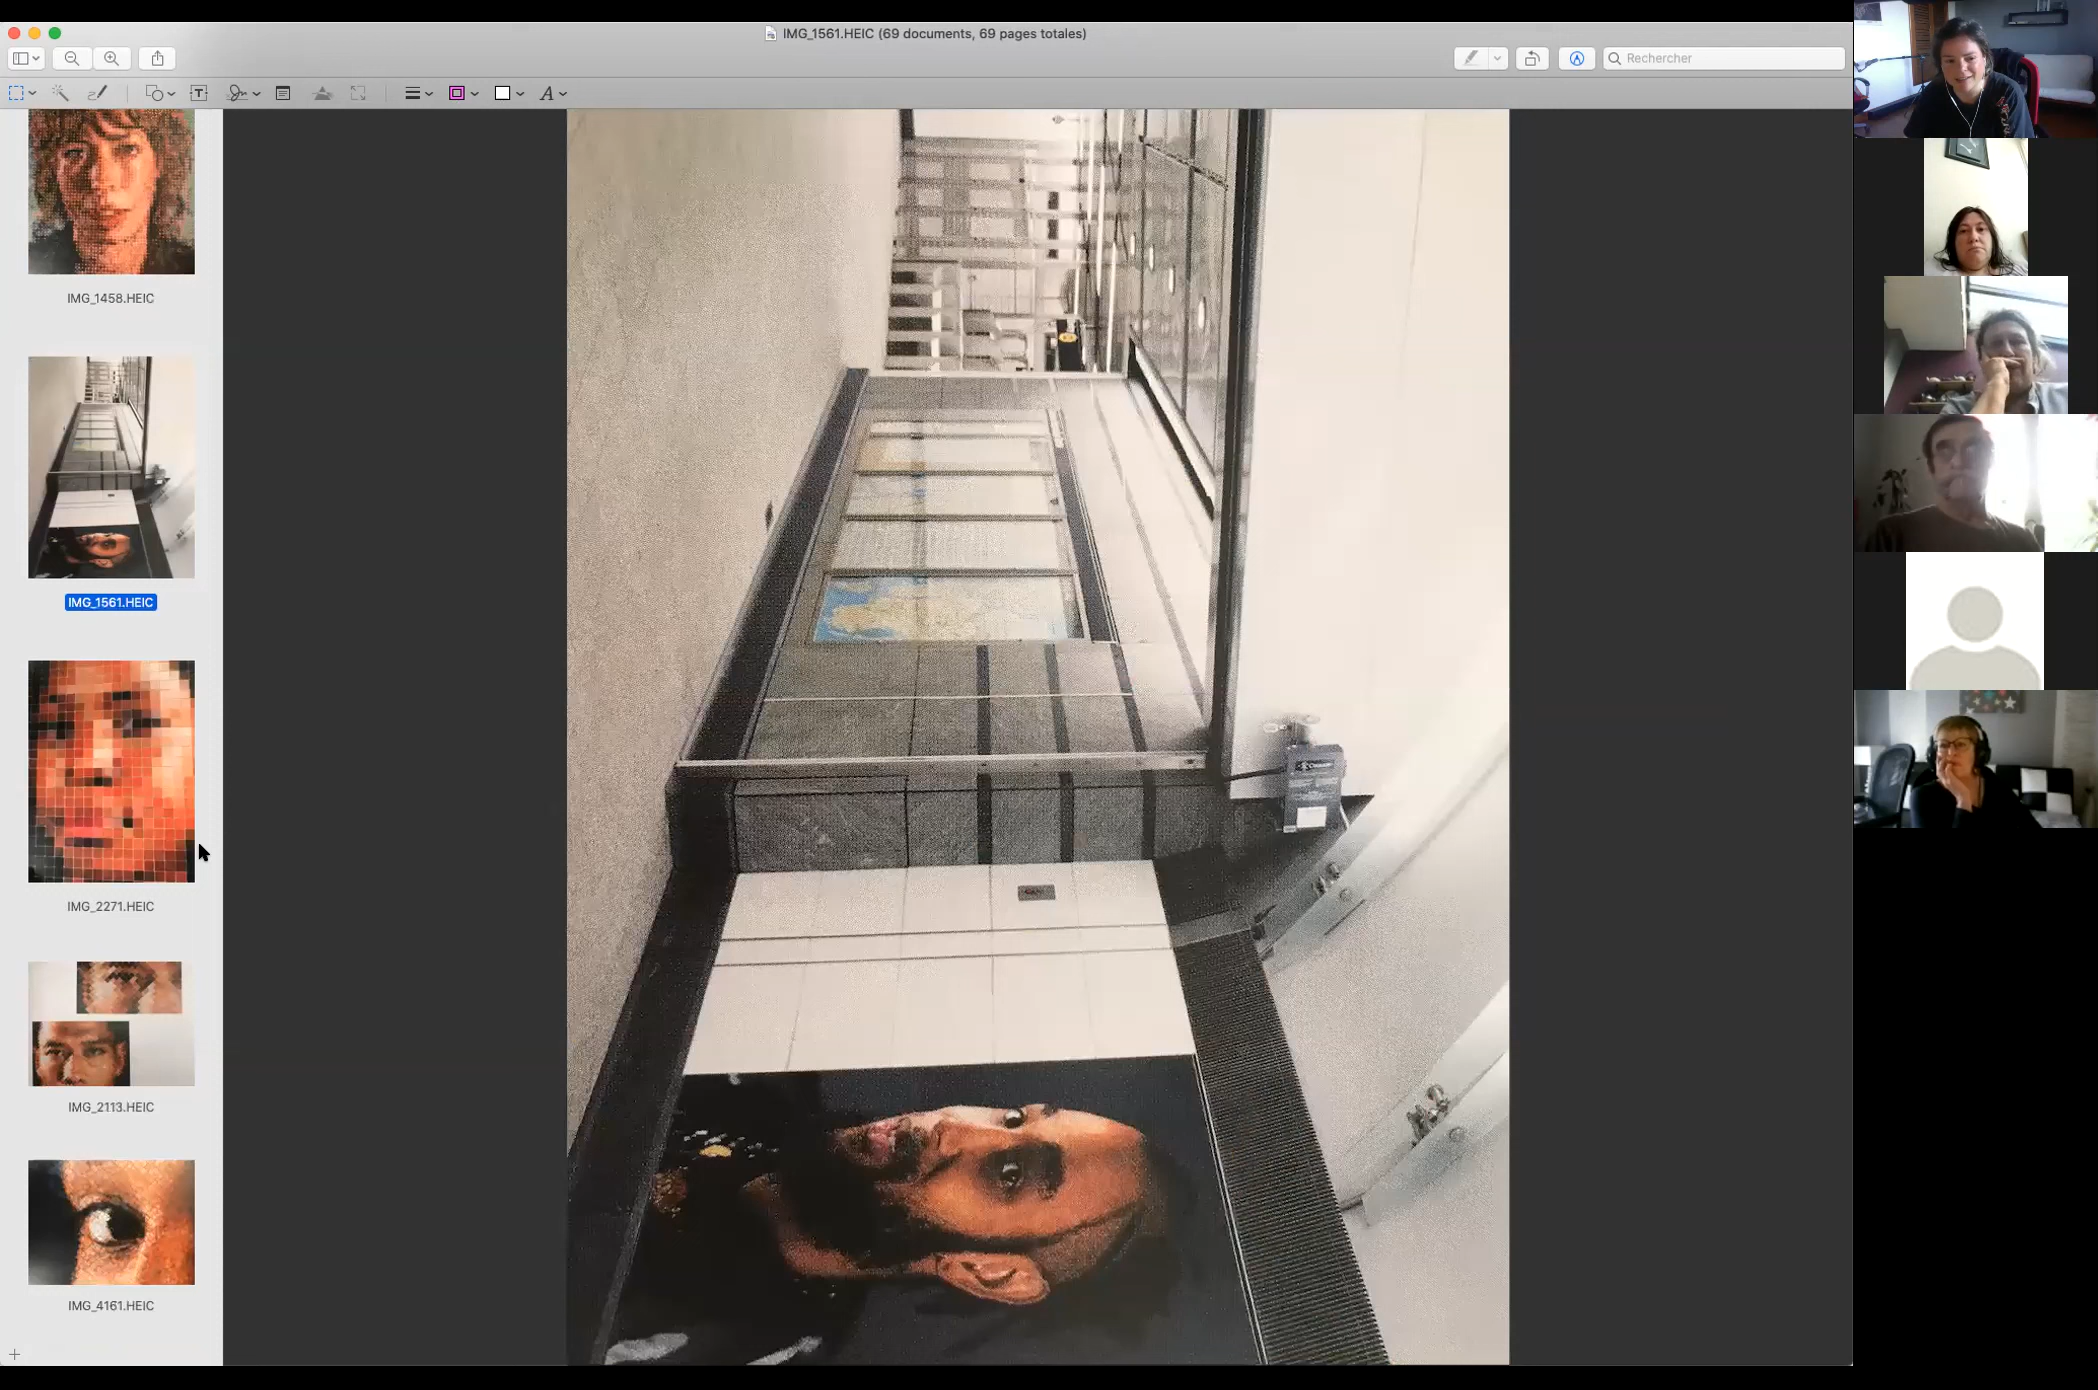 IMG_1561.HEIC (69 documents, 69 pages totales)
Rechercher
IMG_1458.HEIC
IMG_1561.HEIC
IMG_2271.HEIC
IMG_2113.HEIC
IMG_4161.HEIC